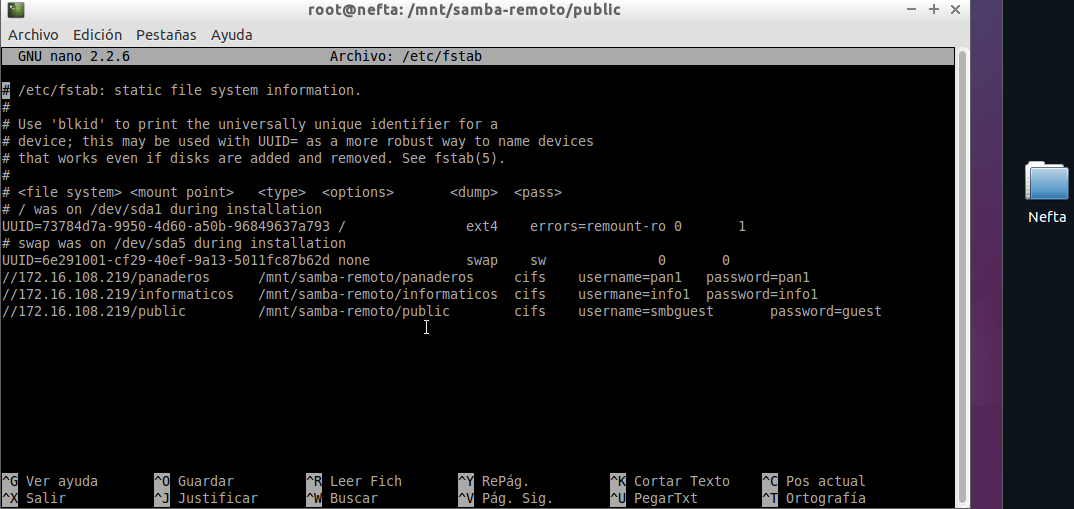 root@nefta: /mnt/samba-remoto/public
Archivo Edición Pestañas Ayuda
GNU nano 2.2.6 Archivo: /etc/fstab
# /etc/fstab: static file system information.
#
# Use 'blkid' to print the universally unique identifier for a
# device; this may be used with UUID= as a more robust way to name devices
# that works even if disks are added and removed. See fstab(5).
#
# <file system> <mount point> <type> <options> <dump> <pass>
# / was on /dev/sda1 during installation
UUID=73784d7a-9950-4d60-a50b-96849637a793 / ext4 errors=remount-ro 0 1
# swap was on /dev/sda5 during installation
UUID=6e291001-cf29-40ef-9a13-5011fc87b62d none swap sw 0 0
//172.16.108.219/panaderos /mnt/samba-remoto/panaderos cifs username=pan1 password=pan1
//172.16.108.219/informaticos /mnt/samba-remoto/informaticos cifs usermane=info1 password=info1
//172.16.108.219/public /mnt/samba-remoto/public cifs username=smbguest password=guest
Nefta
^G Ver ayuda ^O Guardar ^R Leer Fich ^Y RePág. ^K Cortar Texto ^C Pos actual
^X Salir ^J Justificar ^W Buscar ^V Pág. Sig. ^U PegarTxt ^T Ortografía